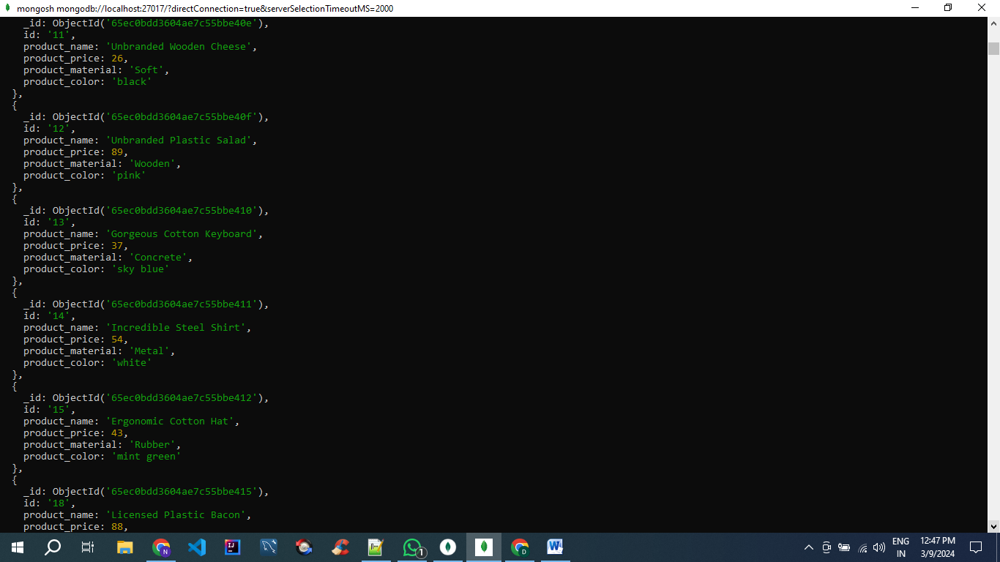 mongosh mongodb://localhost:27017/?directConnection=true&serverSelectionTimeoutMS=2000
_id: ObjectId('65ec0bdd3604ae7c55bbe40e'),
id: '11',
product_name: 'Unbranded Wooden Cheese',
product_price: 26,
product_material: 'Soft',
product_color: 'black'
},
{
_id: ObjectId('65ec0bdd3604ae7c55bbe40f'),
id: '12',
product_name: 'Unbranded Plastic Salad',
product_price: 89,
product_material: 'Wooden',
product_color: 'pink'
},
{
_id: ObjectId('65ec0bdd3604ae7c55bbe410'),
id: '13',
product_name: 'Gorgeous Cotton Keyboard',
product_price: 37,
product_material: 'Concrete',
product_color: 'sky blue'
},
{
_id: ObjectId('65ec0bdd3604ae7c55bbe411'),
id: '14',
product_name: 'Incredible Steel Shirt',
product_price: 54,
product_material: 'Metal',
product_color: 'white'
},
{
_id: ObjectId('65ec0bdd3604ae7c55bbe412'),
id: '15',
product_name: 'Ergonomic Cotton Hat',
product_price: 43,
product_material: 'Rubber',
product_color: 'mint green'
},
{
_id: ObjectId('65ec0bdd3604ae7c55bbe415'),
id: '18',
product_name: 'Licensed Plastic Bacon',
product_price: 88,
N
IJ
1
D
W
ENG
IN
12:47 PM
3/9/2024